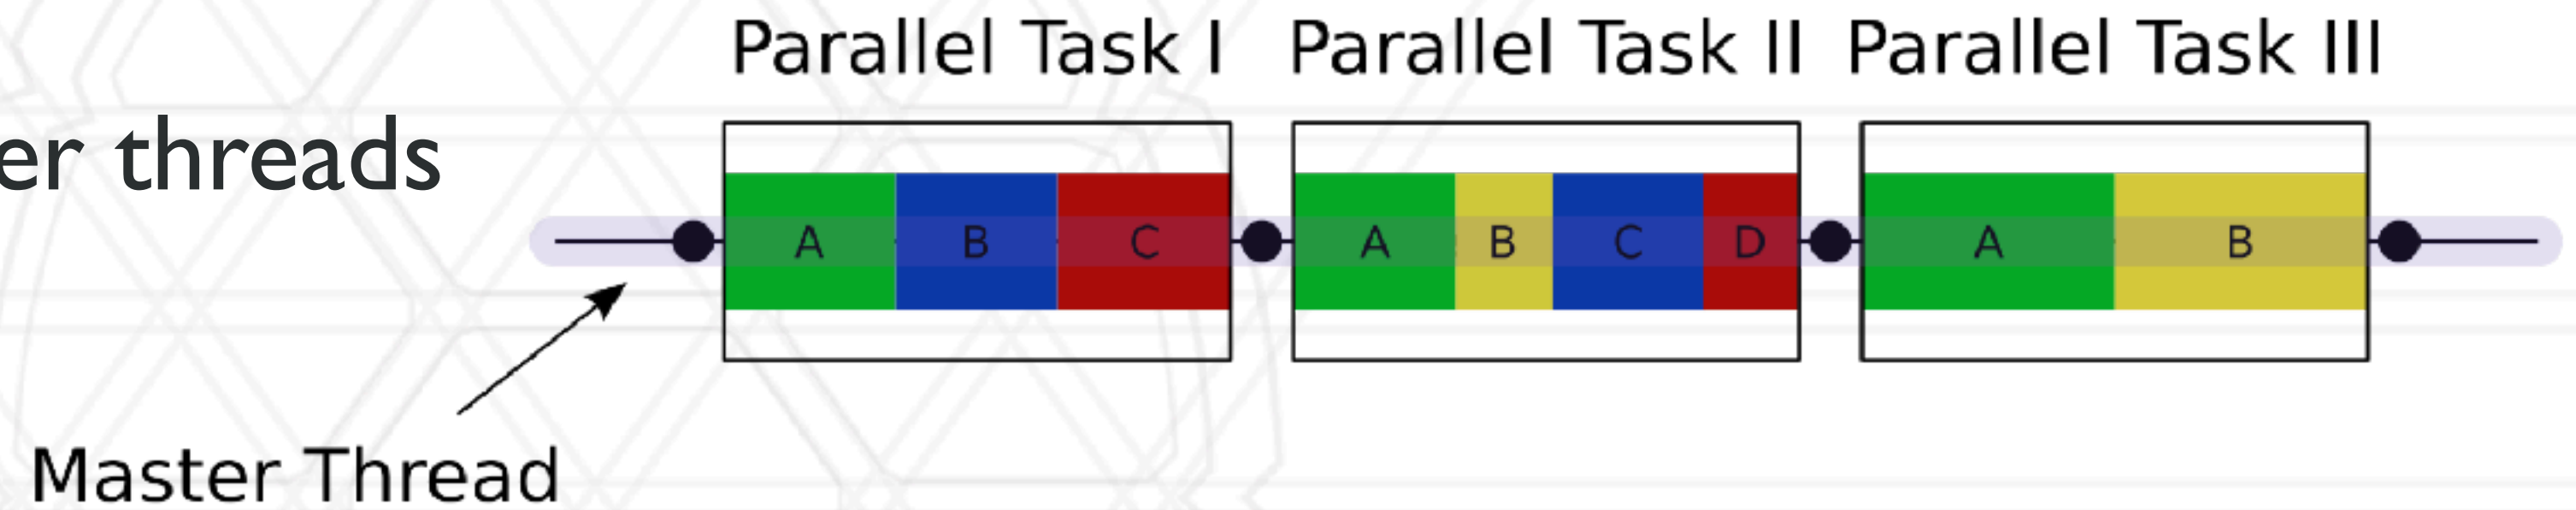 Parallel Task I Parallel Task II Parallel Task III
er threads
A B C A B C D A B
Master Thread